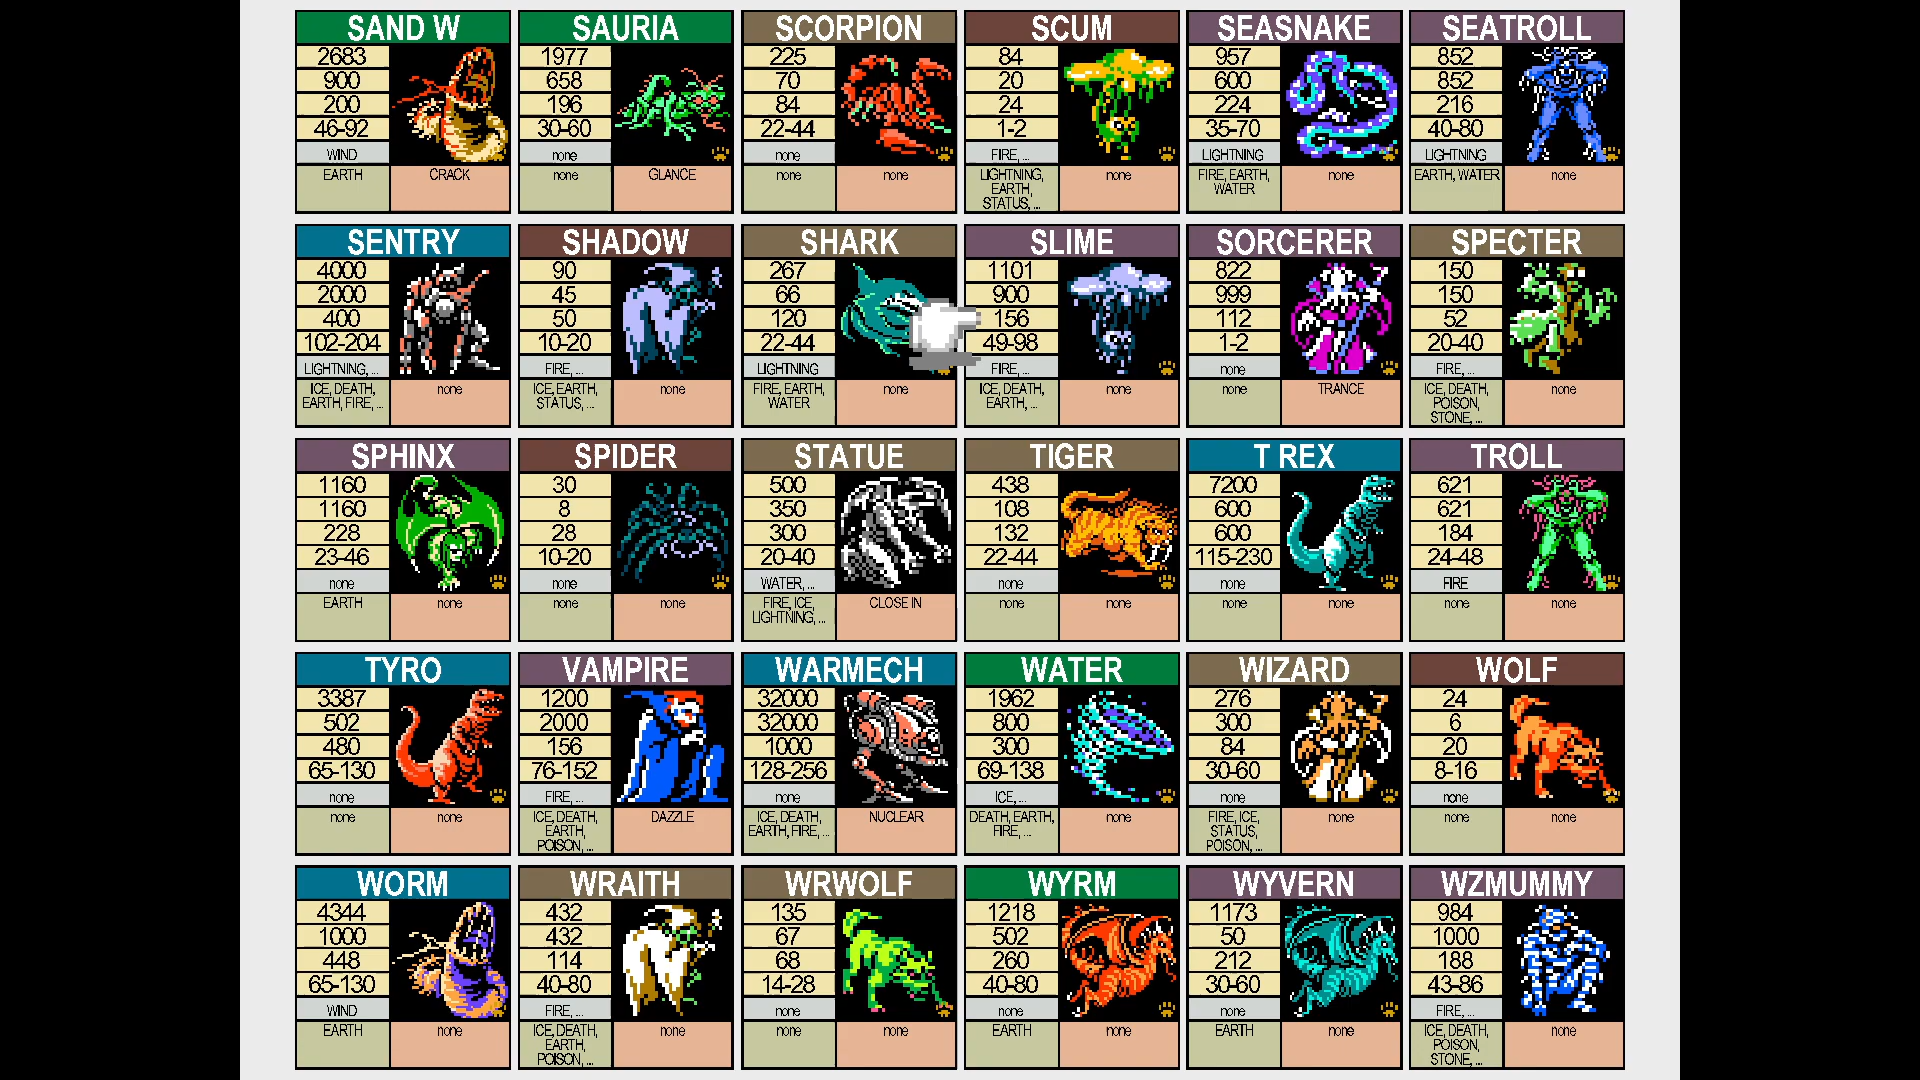 SAND W
2683
900
200
46-92
WIND
EARTH
CRACK
SAURIA
1977
658
196
30-60
none
none
GLANCE
SCORPION
225
70
84
22-44
none
none
none
SCUM
84
20
24
1-2
FIRE, ...
LIGHTNING,
EARTH,
STATUS, ...
none
SEASNAKE
957
600
224
35-70
LIGHTNING
FIRE, EARTH,
WATER
none
SEATROLL
852
852
216
40-80
LIGHTNING
EARTH, WATER
none
SENTRY
4000
2000
400
102-204
LIGHTNING, ...
ICE, DEATH,
EARTH, FIRE, ...
none
SHADOW
90
45
50
10-20
FIRE, ...
ICE, EARTH,
STATUS, ...
none
SHARK
267
66
120
22-44
LIGHTNING
FIRE, EARTH,
WATER
none
SLIME
1101
900
156
49-98
FIRE, ...
ICE, DEATH,
EARTH, ...
none
SORCERER
822
999
112
1-2
none
none
TRANCE
SPECTER
150
150
52
20-40
FIRE, ...
ICE, DEATH,
POISON,
STONE, ...
none
SPHINX
1160
1160
228
23-46
none
EARTH
none
SPIDER
30
8
28
10-20
none
none
none
STATUE
500
350
300
20-40
WATER, ...
FIRE, ICE,
LIGHTNING, ...
CLOSE IN
TIGER
438
108
132
22-44
none
none
none
T REX
7200
600
600
115-230
none
none
none
TROLL
621
621
184
24-48
FIRE
none
none
TYRO
3387
502
480
65-130
none
none
none
VAMPIRE
1200
2000
156
76-152
FIRE, ...
ICE, DEATH,
EARTH,
POISON, ...
DAZZLE
WARMECH
32000
32000
1000
128-256
none
ICE, DEATH,
EARTH, FIRE, ...
NUCLEAR
WATER
1962
800
300
69-138
ICE, ...
DEATH, EARTH,
FIRE, ...
none
WIZARD
276
300
84
30-60
none
FIRE, ICE,
STATUS,
POISON, ...
none
WOLF
24
6
20
8-16
none
none
none
WORM
4344
1000
448
65-130
WIND
EARTH
none
WRAITH
432
432
114
40-80
FIRE, ...
ICE, DEATH,
EARTH,
POISON, ...
none
WRWOLF
135
67
68
14-28
none
none
none
WYRM
1218
502
260
40-80
none
EARTH
none
WYVERN
1173
50
212
30-60
none
EARTH
none
WZMUMMY
984
1000
188
43-86
FIRE, ...
ICE, DEATH,
POISON,
STONE, ...
none